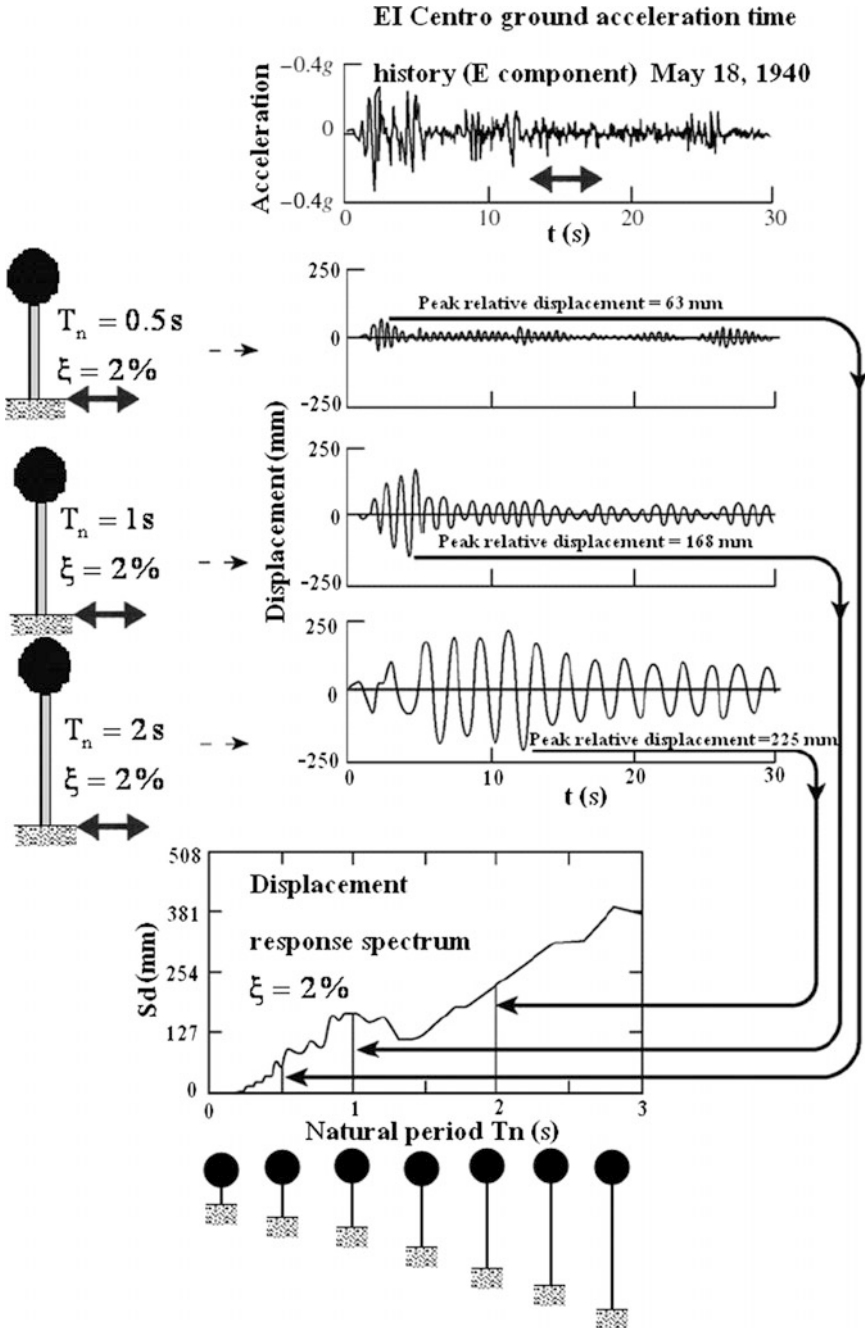 EI Centro ground acceleration time
history (E component) May 18, 1940
Acceleration
−0.4g
0
−0.4g
0
10
20
30
t (s)
T_n = 0.5 s
ξ = 2%
250
0
-250
Peak relative displacement = 63 mm
Displacement (mm)
T_n = 1s
ξ = 2%
250
0
-250
Peak relative displacement = 168 mm
T_n = 2s
ξ = 2%
250
0
-250
Peak relative displacement =225 mm
0
10
20
30
t (s)
Sd (mm)
508
381
254
127
0
Displacement
response spectrum
ξ = 2%
0
1
2
3
Natural period Tn (s)